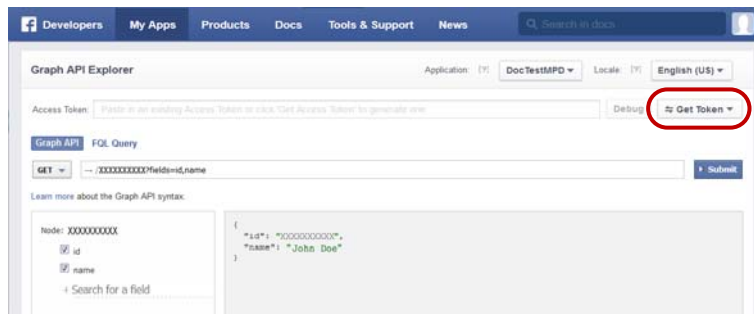 f Developers My Apps Products Docs Tools & Support News Search in docs
Graph API Explorer Application: [?] DocTestMPD Locale: [?] English (US)
Access Token: Paste in an existing Access Token or click 'Get Access Token' to generate one Debug Get Token
Graph API FQL Query
GET → /XXXXXXXXXX?fields=id,name Submit
Learn more about the Graph API syntax.
Node: XXXXXXXXXX
id
name
+ Search for a field
{
"id": "XXXXXXXXXX",
"name": "John Doe"
}